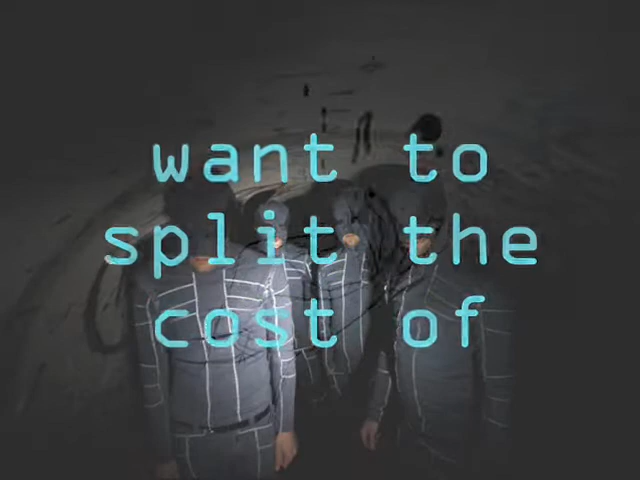 want to
split the
cost of